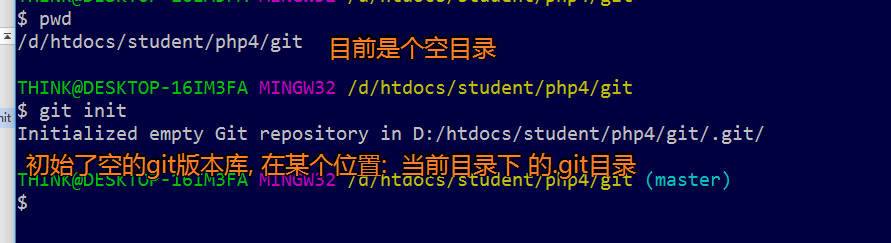 THINK@DESKTOP-16IM3FA MINGW32 /d/htdocs/student/php4/git
$ pwd
/d/htdocs/student/php4/git
目前是个空目录
THINK@DESKTOP-16IM3FA MINGW32 /d/htdocs/student/php4/git
$ git init
Initialized empty Git repository in D:/htdocs/student/php4/git/.git/
初始了空的git版本库, 在某个位置: 当前目录下 的.git目录
THINK@DESKTOP-16IM3FA MINGW32 /d/htdocs/student/php4/git (master)
$